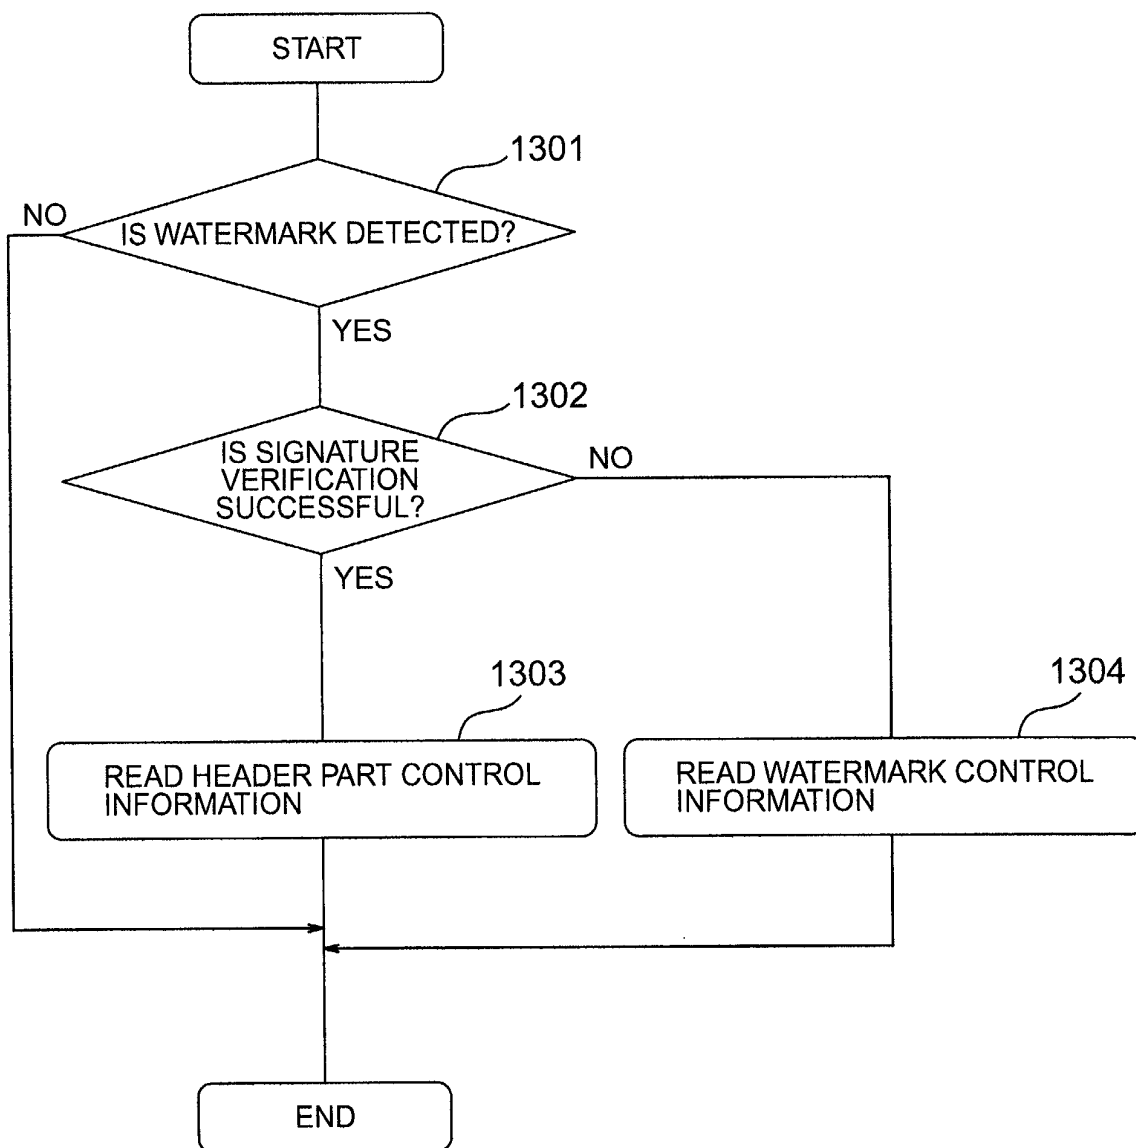 START
1301
NO
IS WATERMARK DETECTED?
YES
1302
IS SIGNATURE
VERIFICATION
SUCCESSFUL?
NO
YES
1303
1304
READ HEADER PART CONTROL
INFORMATION
READ WATERMARK CONTROL
INFORMATION
END